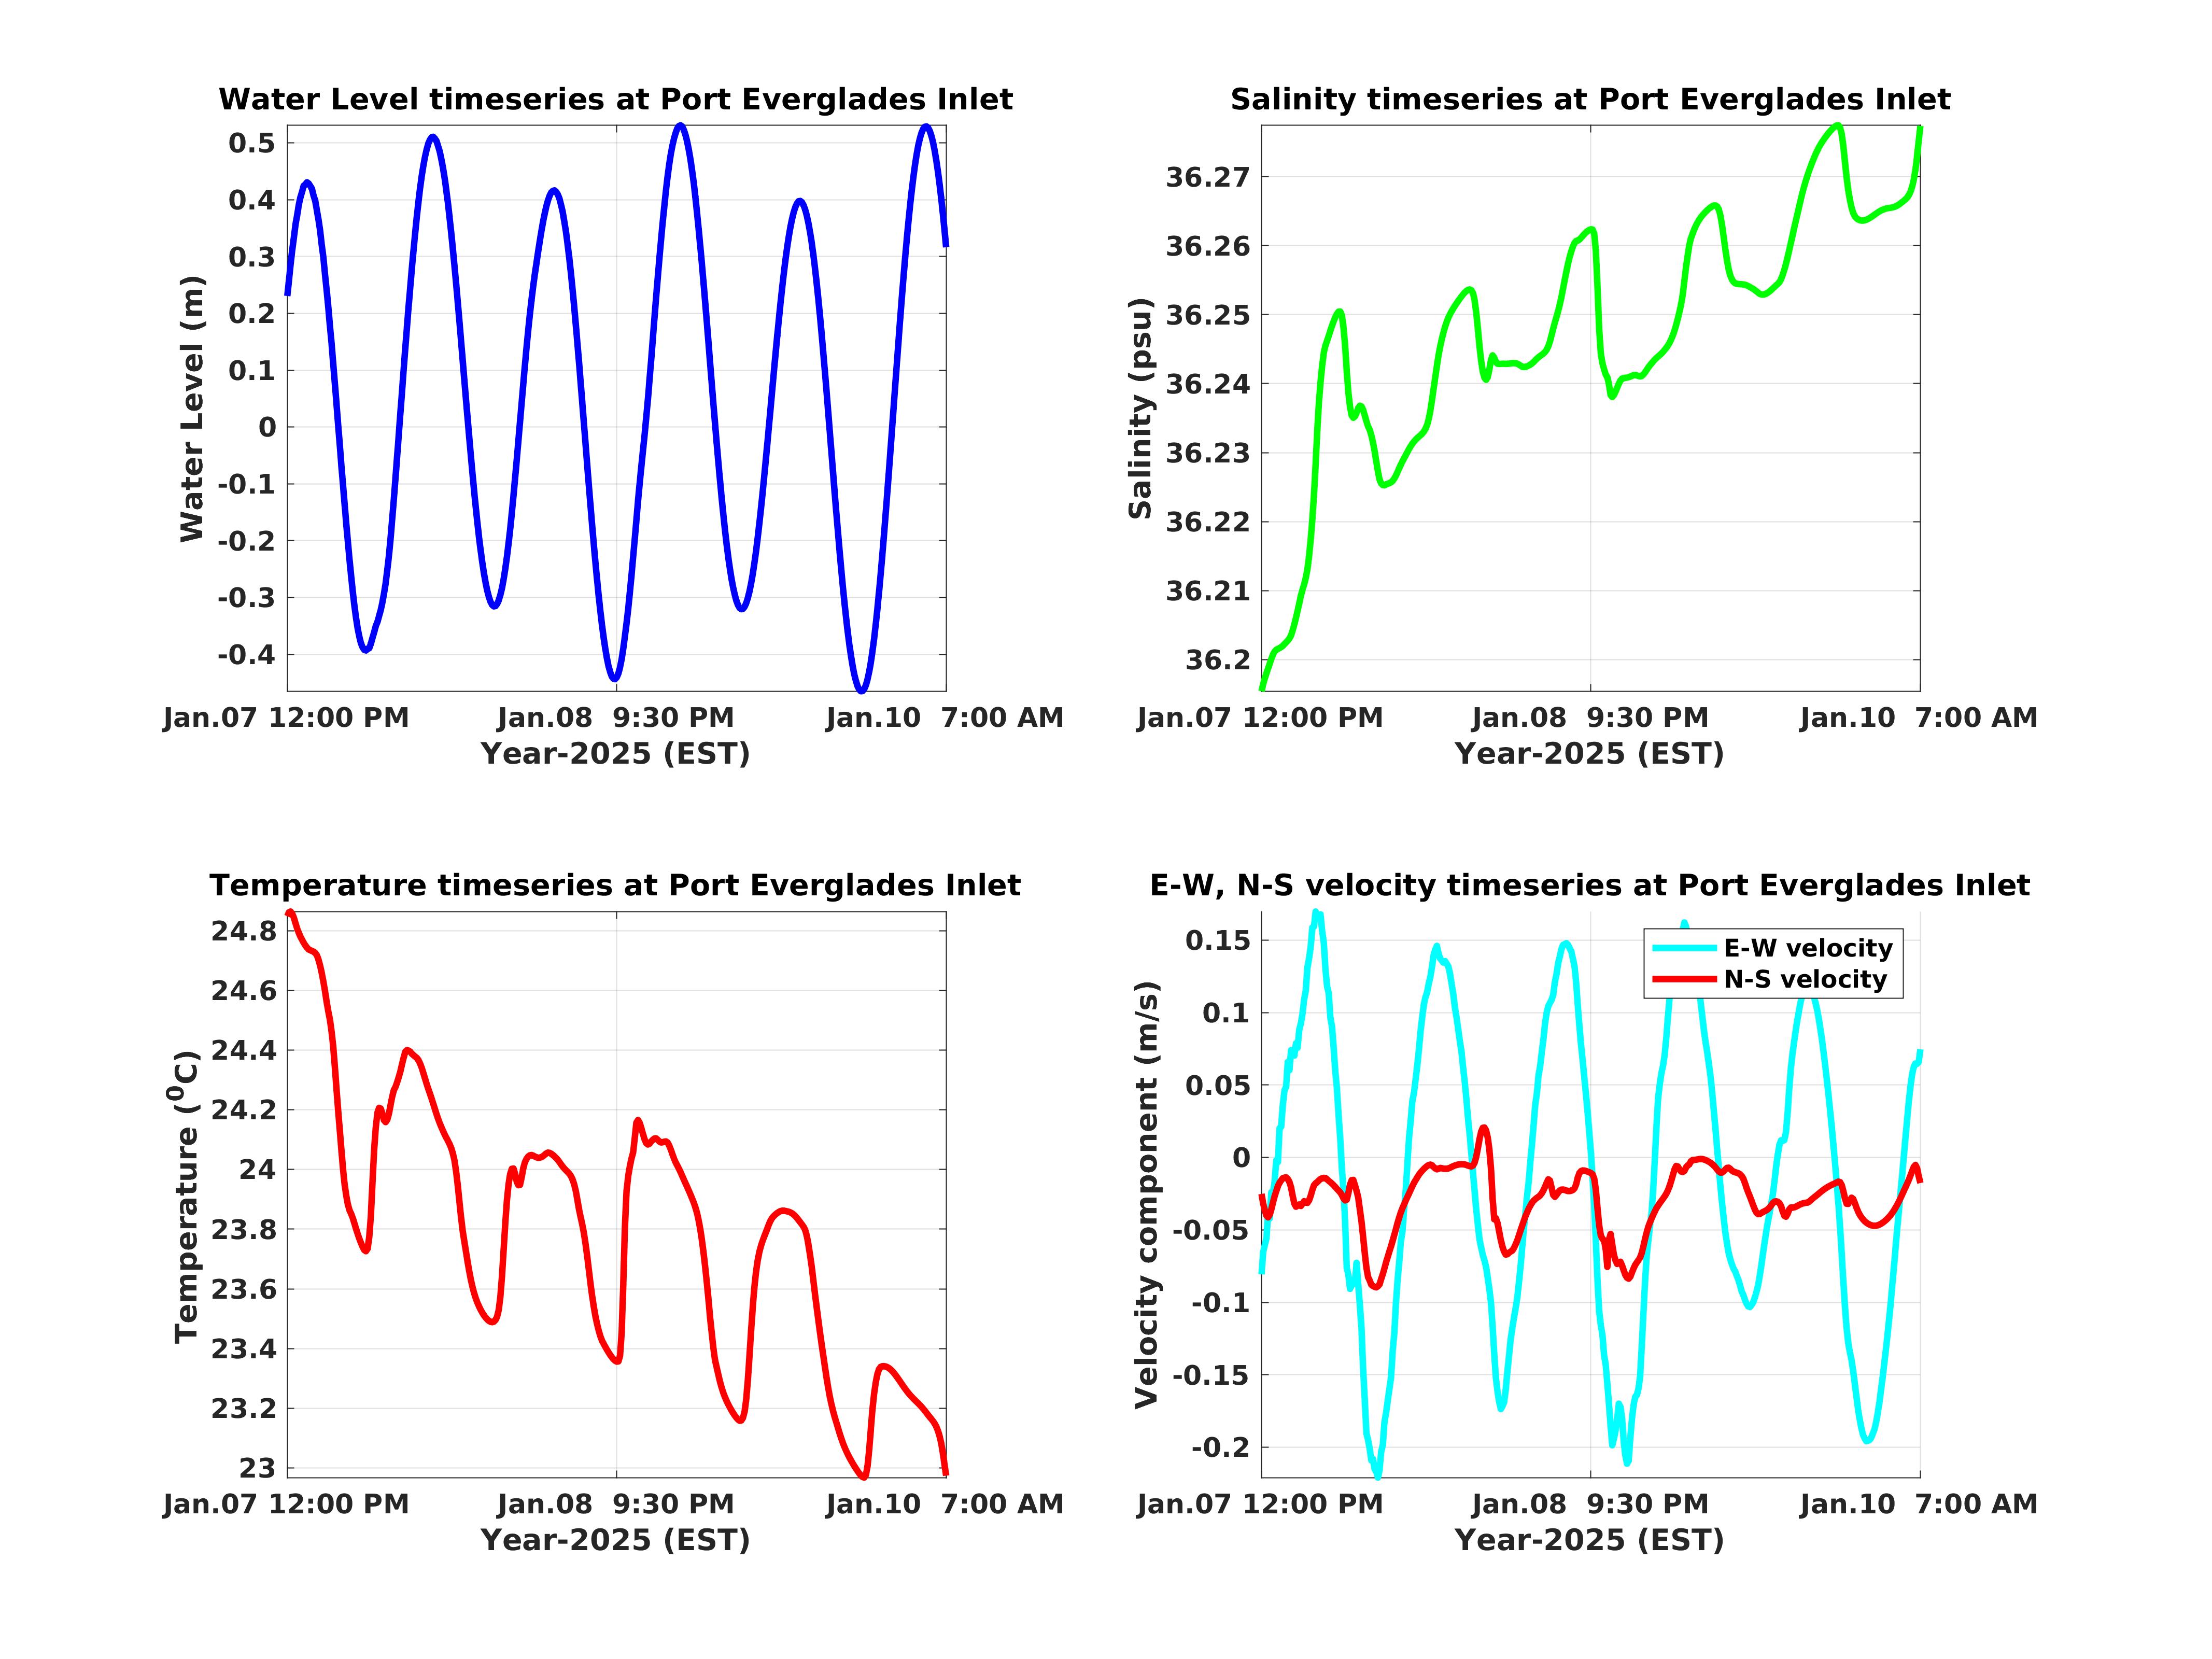 Water Level timeseries at Port Everglades Inlet
Water Level (m)
0.5
0.4
0.3
0.2
0.1
0
-0.1
-0.2
-0.3
-0.4
Jan.07 12:00 PM
Jan.08 9:30 PM
Jan.10 7:00 AM
Year-2025 (EST)
Salinity timeseries at Port Everglades Inlet
Salinity (psu)
36.27
36.26
36.25
36.24
36.23
36.22
36.21
36.2
Jan.07 12:00 PM
Jan.08 9:30 PM
Jan.10 7:00 AM
Year-2025 (EST)
Temperature timeseries at Port Everglades Inlet
Temperature (⁰C)
24.8
24.6
24.4
24.2
24
23.8
23.6
23.4
23.2
23
Jan.07 12:00 PM
Jan.08 9:30 PM
Jan.10 7:00 AM
Year-2025 (EST)
E-W, N-S velocity timeseries at Port Everglades Inlet
Velocity component (m/s)
0.15
0.1
0.05
0
-0.05
-0.1
-0.15
-0.2
E-W velocity
N-S velocity
Jan.07 12:00 PM
Jan.08 9:30 PM
Jan.10 7:00 AM
Year-2025 (EST)